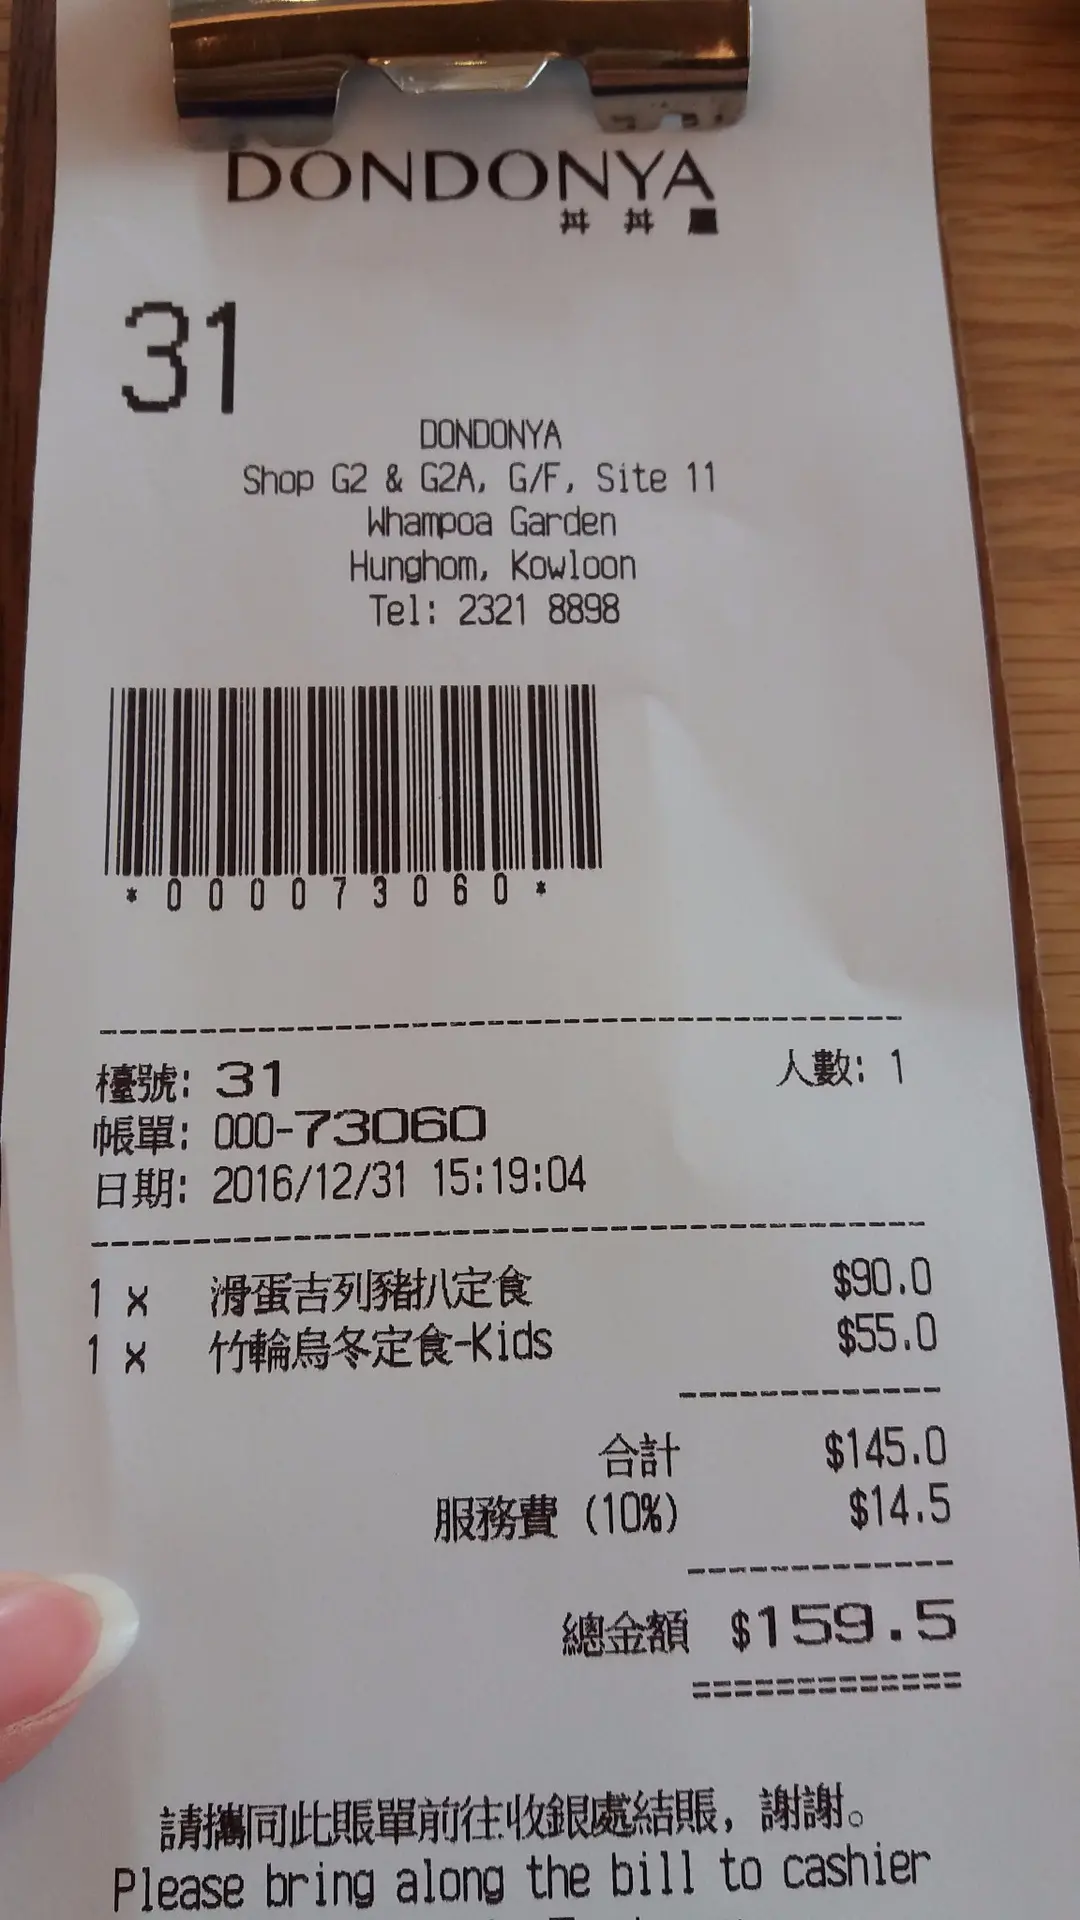 DONDONYA
丼 丼 屋
31
DONDONYA
Shop G2 & G2A, G/F, Site 11
Whampoa Garden
Hunghom, Kowloon
Tel: 2321 8898
*000073060*
檯號: 31 人數: 1
帳單: 000-73060
日期: 2016/12/31 15:19:04
1 x 滑蛋吉列豬扒定食 $90.0
1 x 竹輪烏冬定食-Kids $55.0
合計 $145.0
服務費 (10%) $14.5
總金額 $159.5
請攜同此賬單前往收銀處結賬, 謝謝。
Please bring along the bill to cashier